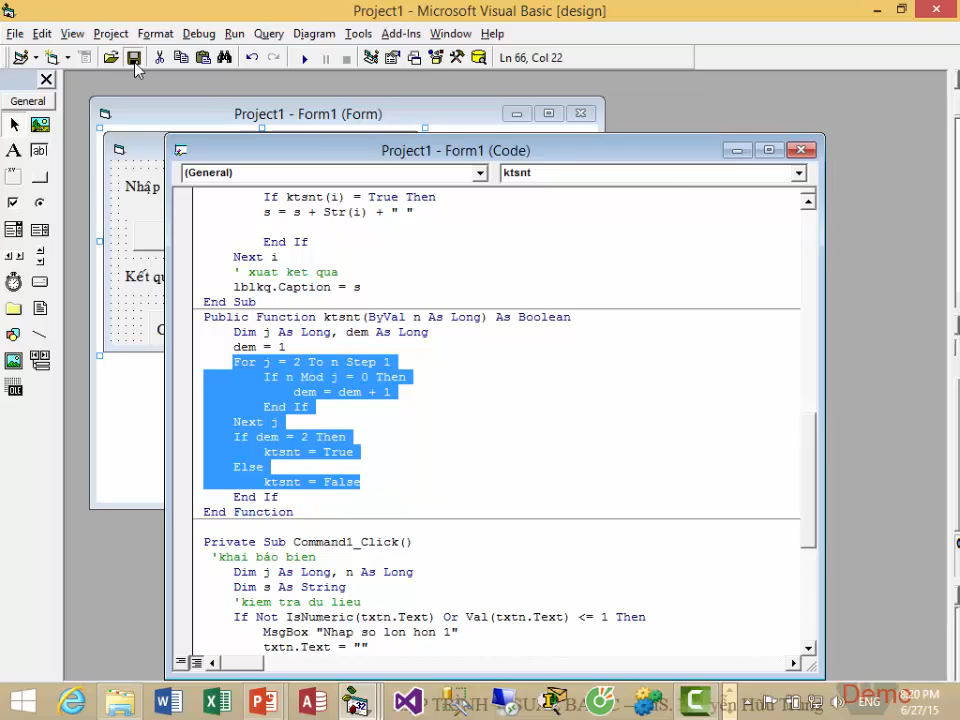 Project1 - Microsoft Visual Basic [design]
File Edit View Project Format Debug Run Query Diagram Tools Add-Ins Window Help
Ln 66, Col 22
General
Project1 - Form1 (Form)
Project1 - Form1 (Code)
(General) ktsnt
Nhập
Kết qu
If ktsnt(i) = True Then
s = s + Str(i) + " "
End If
Next i
' xuat ket qua
lblkq.Caption = s
End Sub
Public Function ktsnt(ByVal n As Long) As Boolean
Dim j As Long, dem As Long
dem = 1
For j = 2 To n Step 1
If n Mod j = 0 Then
dem = dem + 1
End If
Next j
If dem = 2 Then
ktsnt = True
Else
ktsnt = False
End If
End Function
Private Sub Command1_Click()
'khai báo bien
Dim j As Long, n As Long
Dim s As String
'kiem tra du lieu
If Not IsNumeric(txtn.Text) Or Val(txtn.Text) <= 1 Then
MsgBox "Nhap so lon hon 1"
txtn.Text = ""
ENG
Demo
8:20 PM
6/27/15